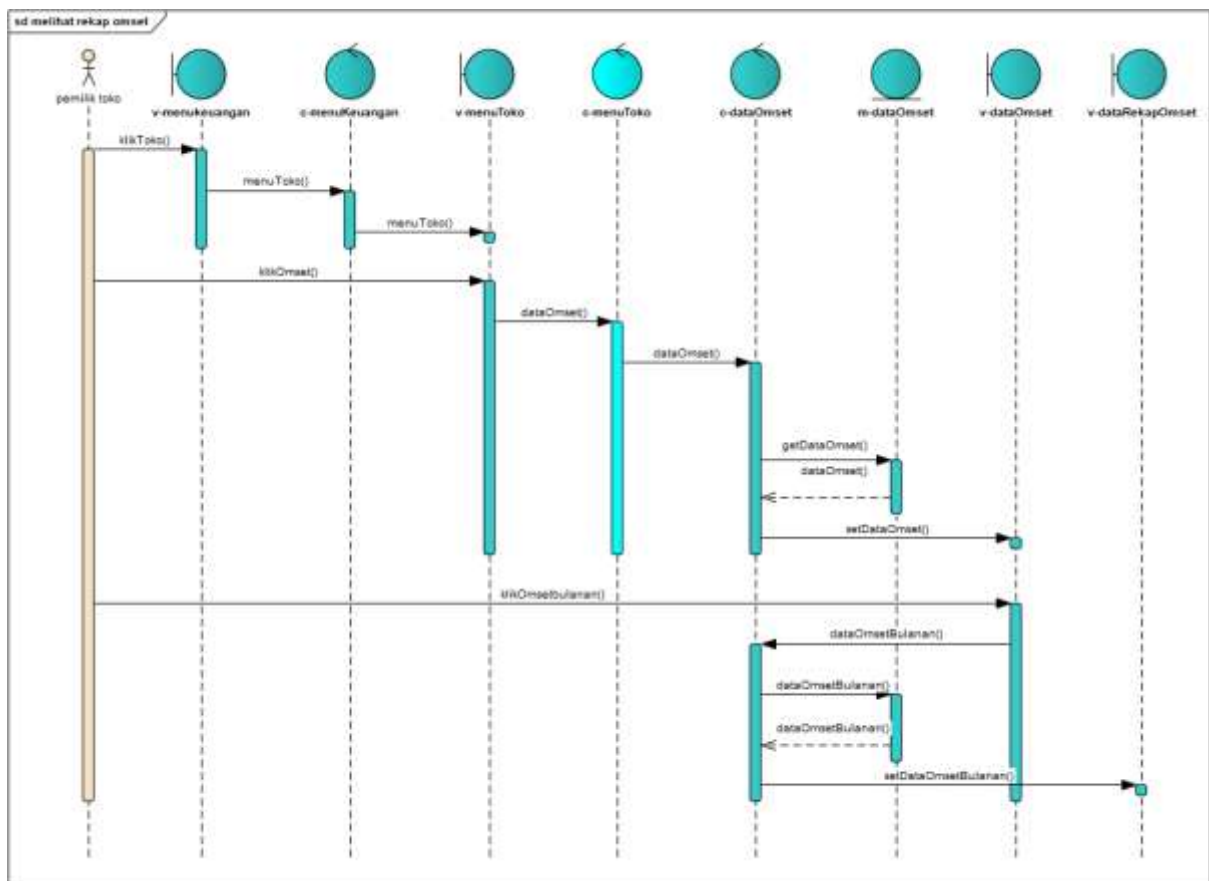 sd melihat rekap omset
pemilik toko
v-menukeuangan
c-menuKeuangan
v-menuToko
c-menuToko
c-dataOmset
m-dataOmset
v-dataOmset
v-dataRekapOmset
klikToko()
menuToko()
menuToko()
klikOmset()
dataOmset()
dataOmset()
getDataOmset()
dataOmset()
setDataOmset()
klikOmsetbulanan()
dataOmsetBulanan()
dataOmsetBulanan()
dataOmsetBulanan()
setDataOmsetBulanan()